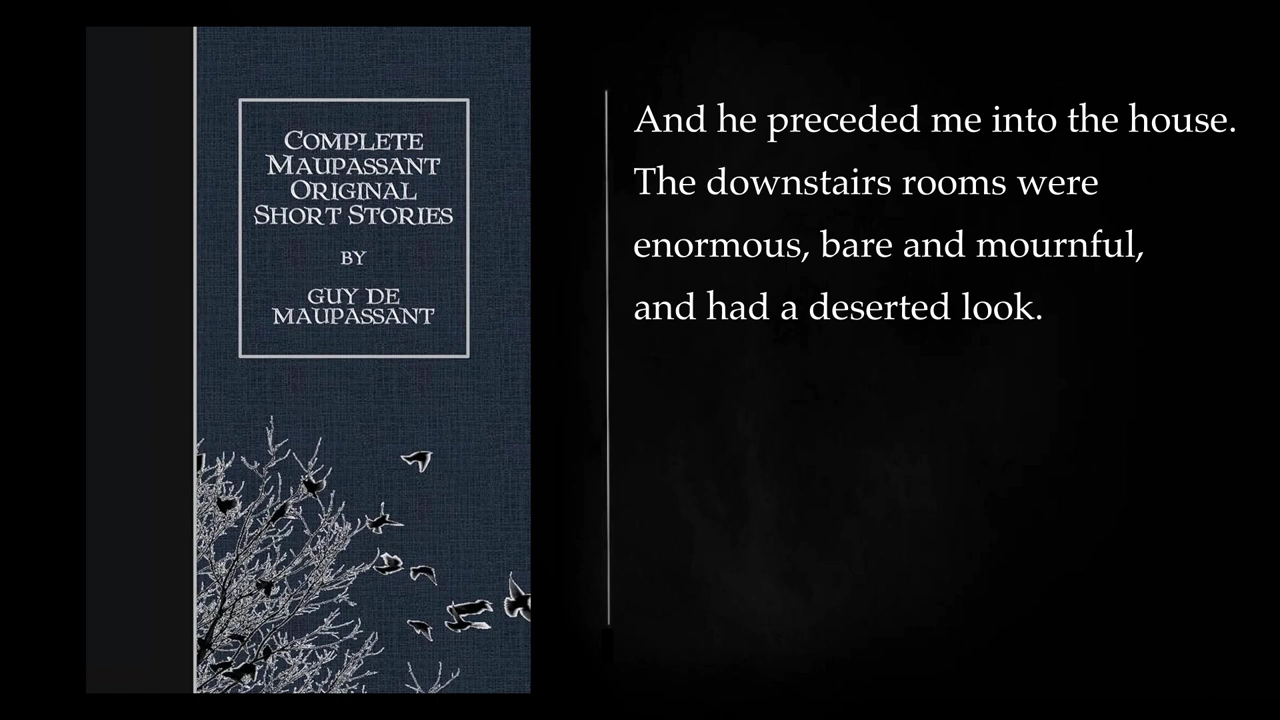 COMPLETE
MAUPASSANT
ORIGINAL
SHORT STORIES
BY
GUY DE
MAUPASSANT
And he preceded me into the house.
The downstairs rooms were
enormous, bare and mournful,
and had a deserted look.